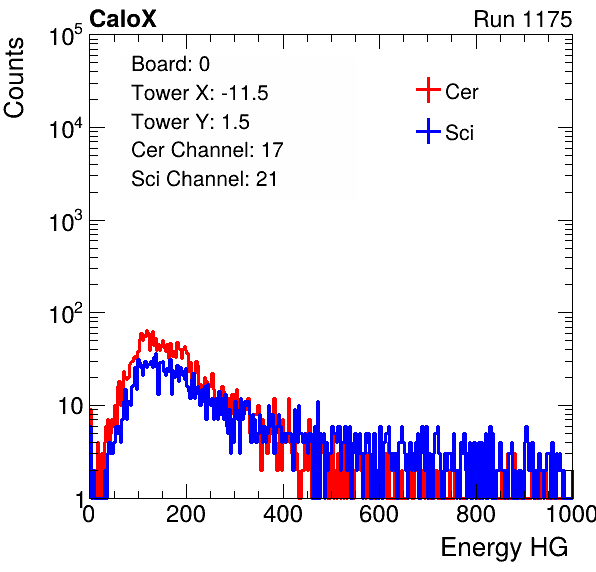 CaloX Run 1175
Counts
10^5
10^4
10^3
10^2
10
1
Board: 0
Tower X: -11.5
Tower Y: 1.5
Cer Channel: 17
Sci Channel: 21
Cer
Sci
0 200 400 600 800 1000
Energy HG